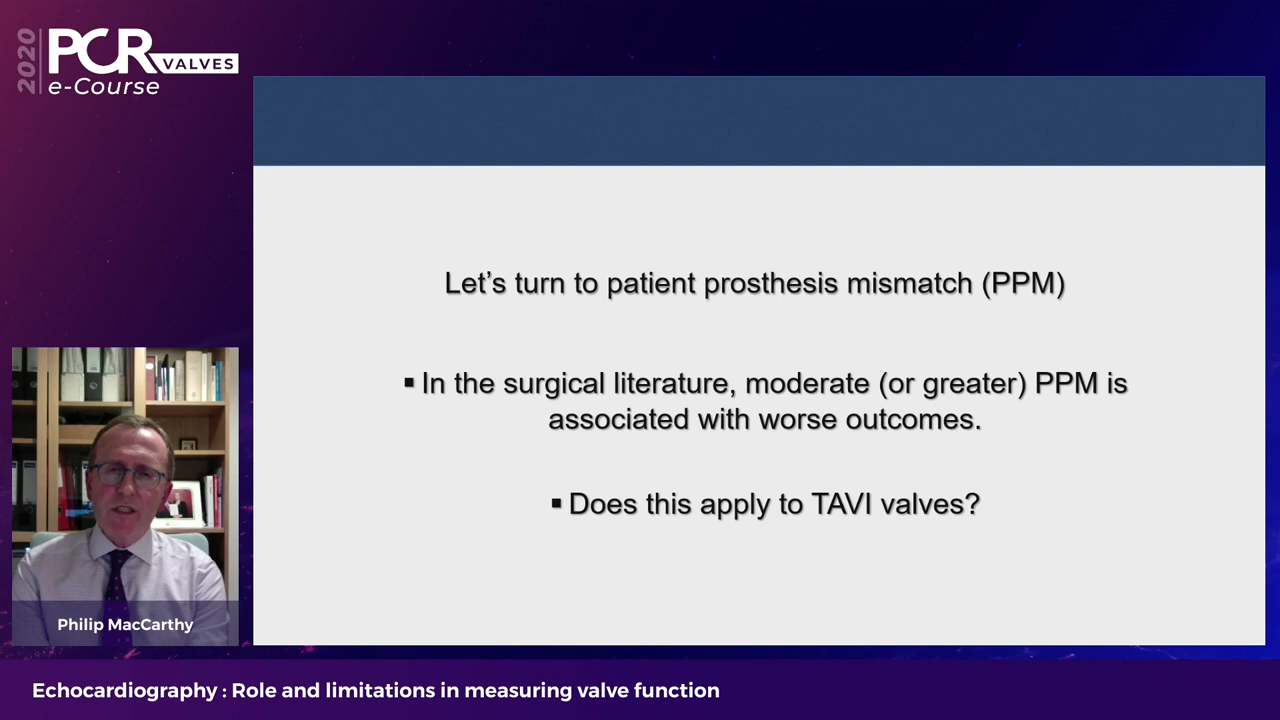 2020
PCR
VALVES
e-Course
Let's turn to patient prosthesis mismatch (PPM)
▪ In the surgical literature, moderate (or greater) PPM is
associated with worse outcomes.
▪ Does this apply to TAVI valves?
Philip MacCarthy
Echocardiography : Role and limitations in measuring valve function